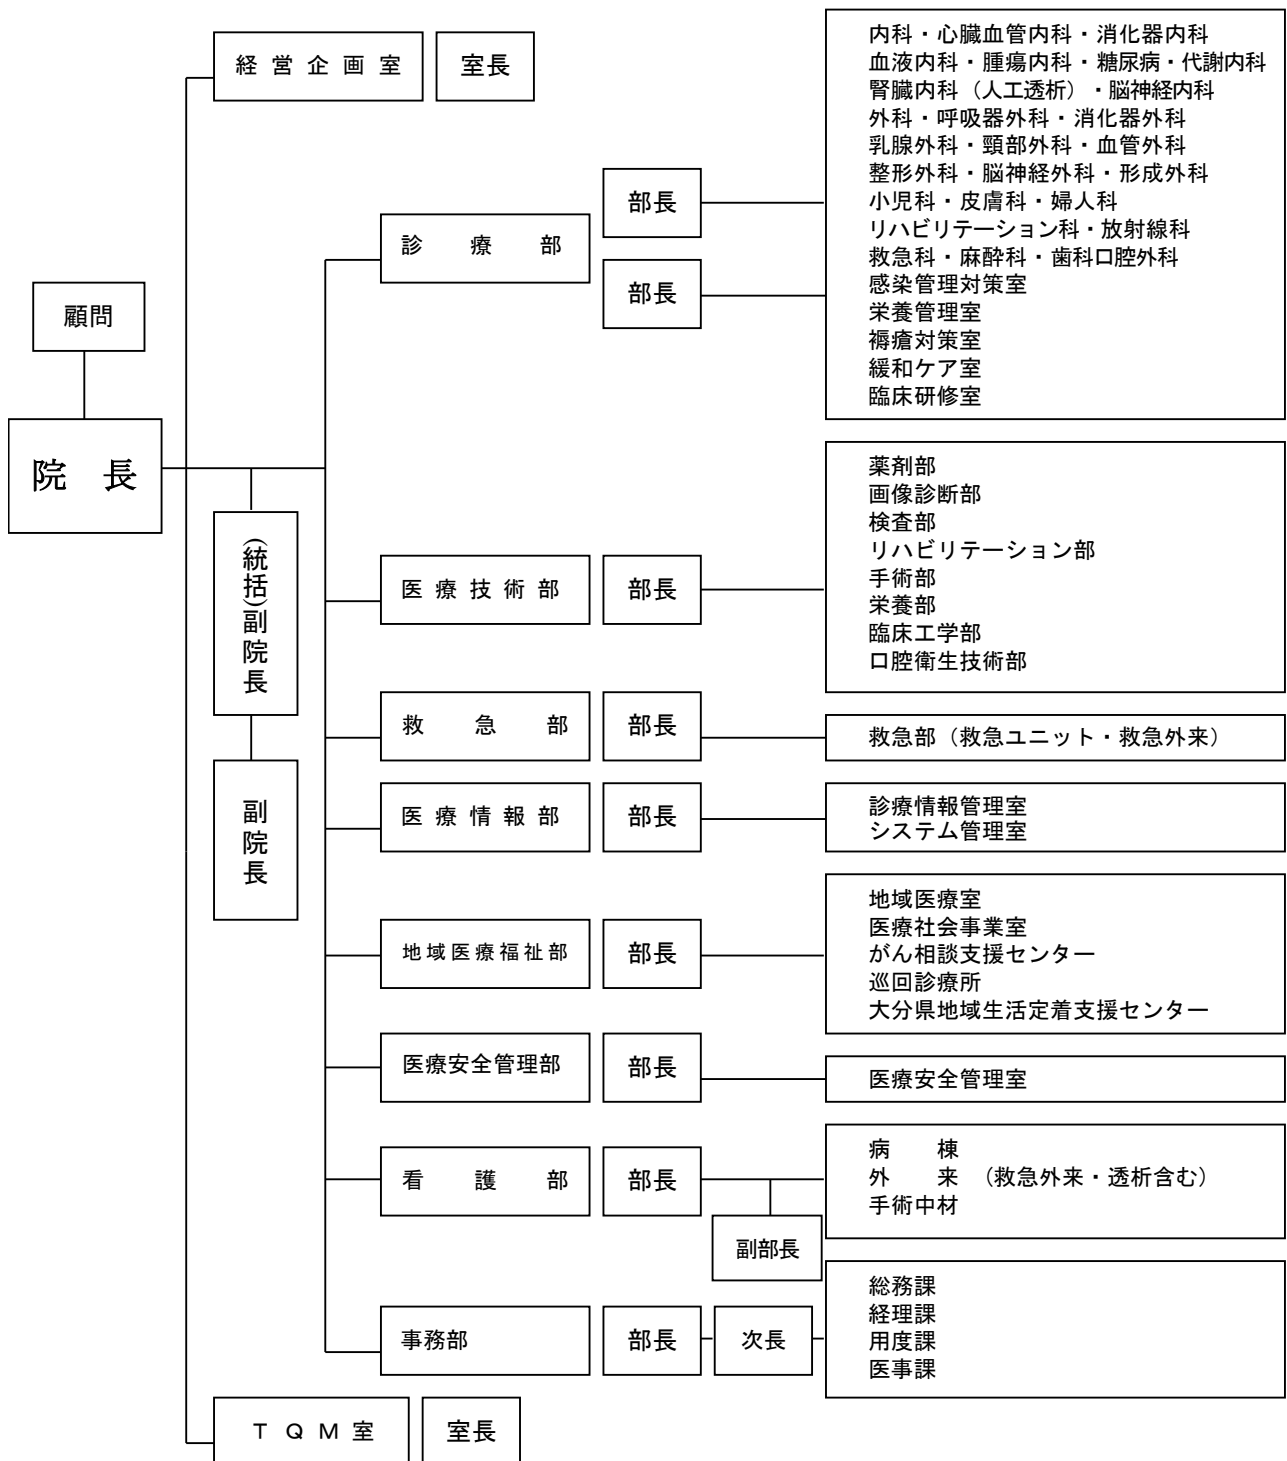 経営企画室
室長
内科・心臓血管内科・消化器内科
血液内科・腫瘍内科・糖尿病・代謝内科
腎臓内科（人工透析）・脳神経内科
外科・呼吸器外科・消化器外科
乳腺外科・頸部外科・血管外科
整形外科・脳神経外科・形成外科
小児科・皮膚科・婦人科
リハビリテーション科・放射線科
救急科・麻酔科・歯科口腔外科
感染管理対策室
栄養管理室
褥瘡対策室
緩和ケア室
臨床研修室
診療部
部長
部長
顧問
院長
(統括)副院長
副院長
医療技術部
部長
薬剤部
画像診断部
検査部
リハビリテーション部
手術部
栄養部
臨床工学部
口腔衛生技術部
救急部
部長
救急部（救急ユニット・救急外来）
医療情報部
部長
診療情報管理室
システム管理室
地域医療福祉部
部長
地域医療室
医療社会事業室
がん相談支援センター
巡回診療所
大分県地域生活定着支援センター
医療安全管理部
部長
医療安全管理室
看護部
部長
副部長
病　　棟
外　　来　（救急外来・透析含む）
手術中材
事務部
部長
次長
総務課
経理課
用度課
医事課
ＴＱＭ室
室長